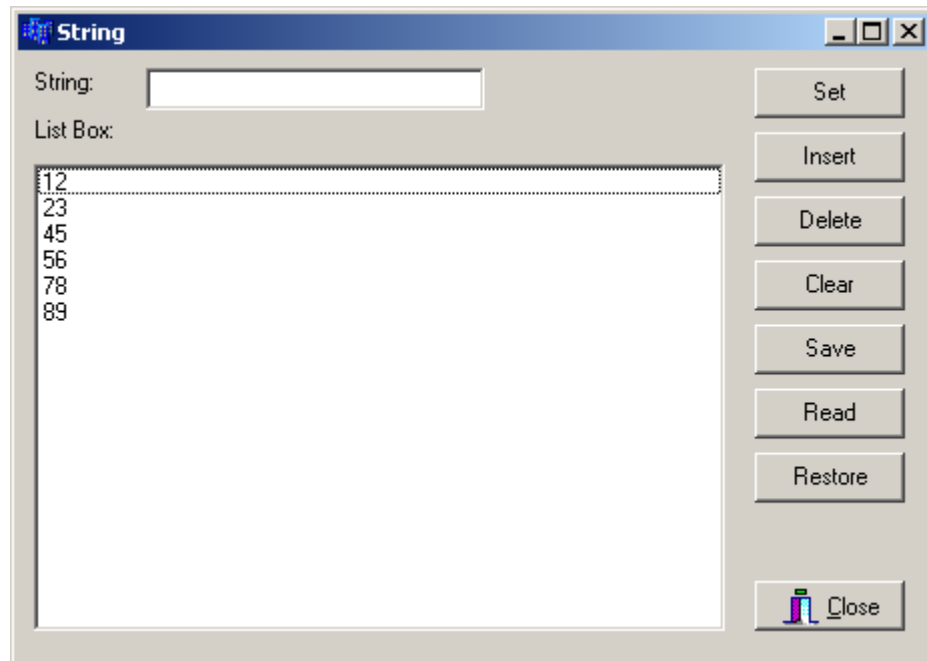 String
String:
List Box:
12
23
45
56
78
89
Set
Insert
Delete
Clear
Save
Read
Restore
Close